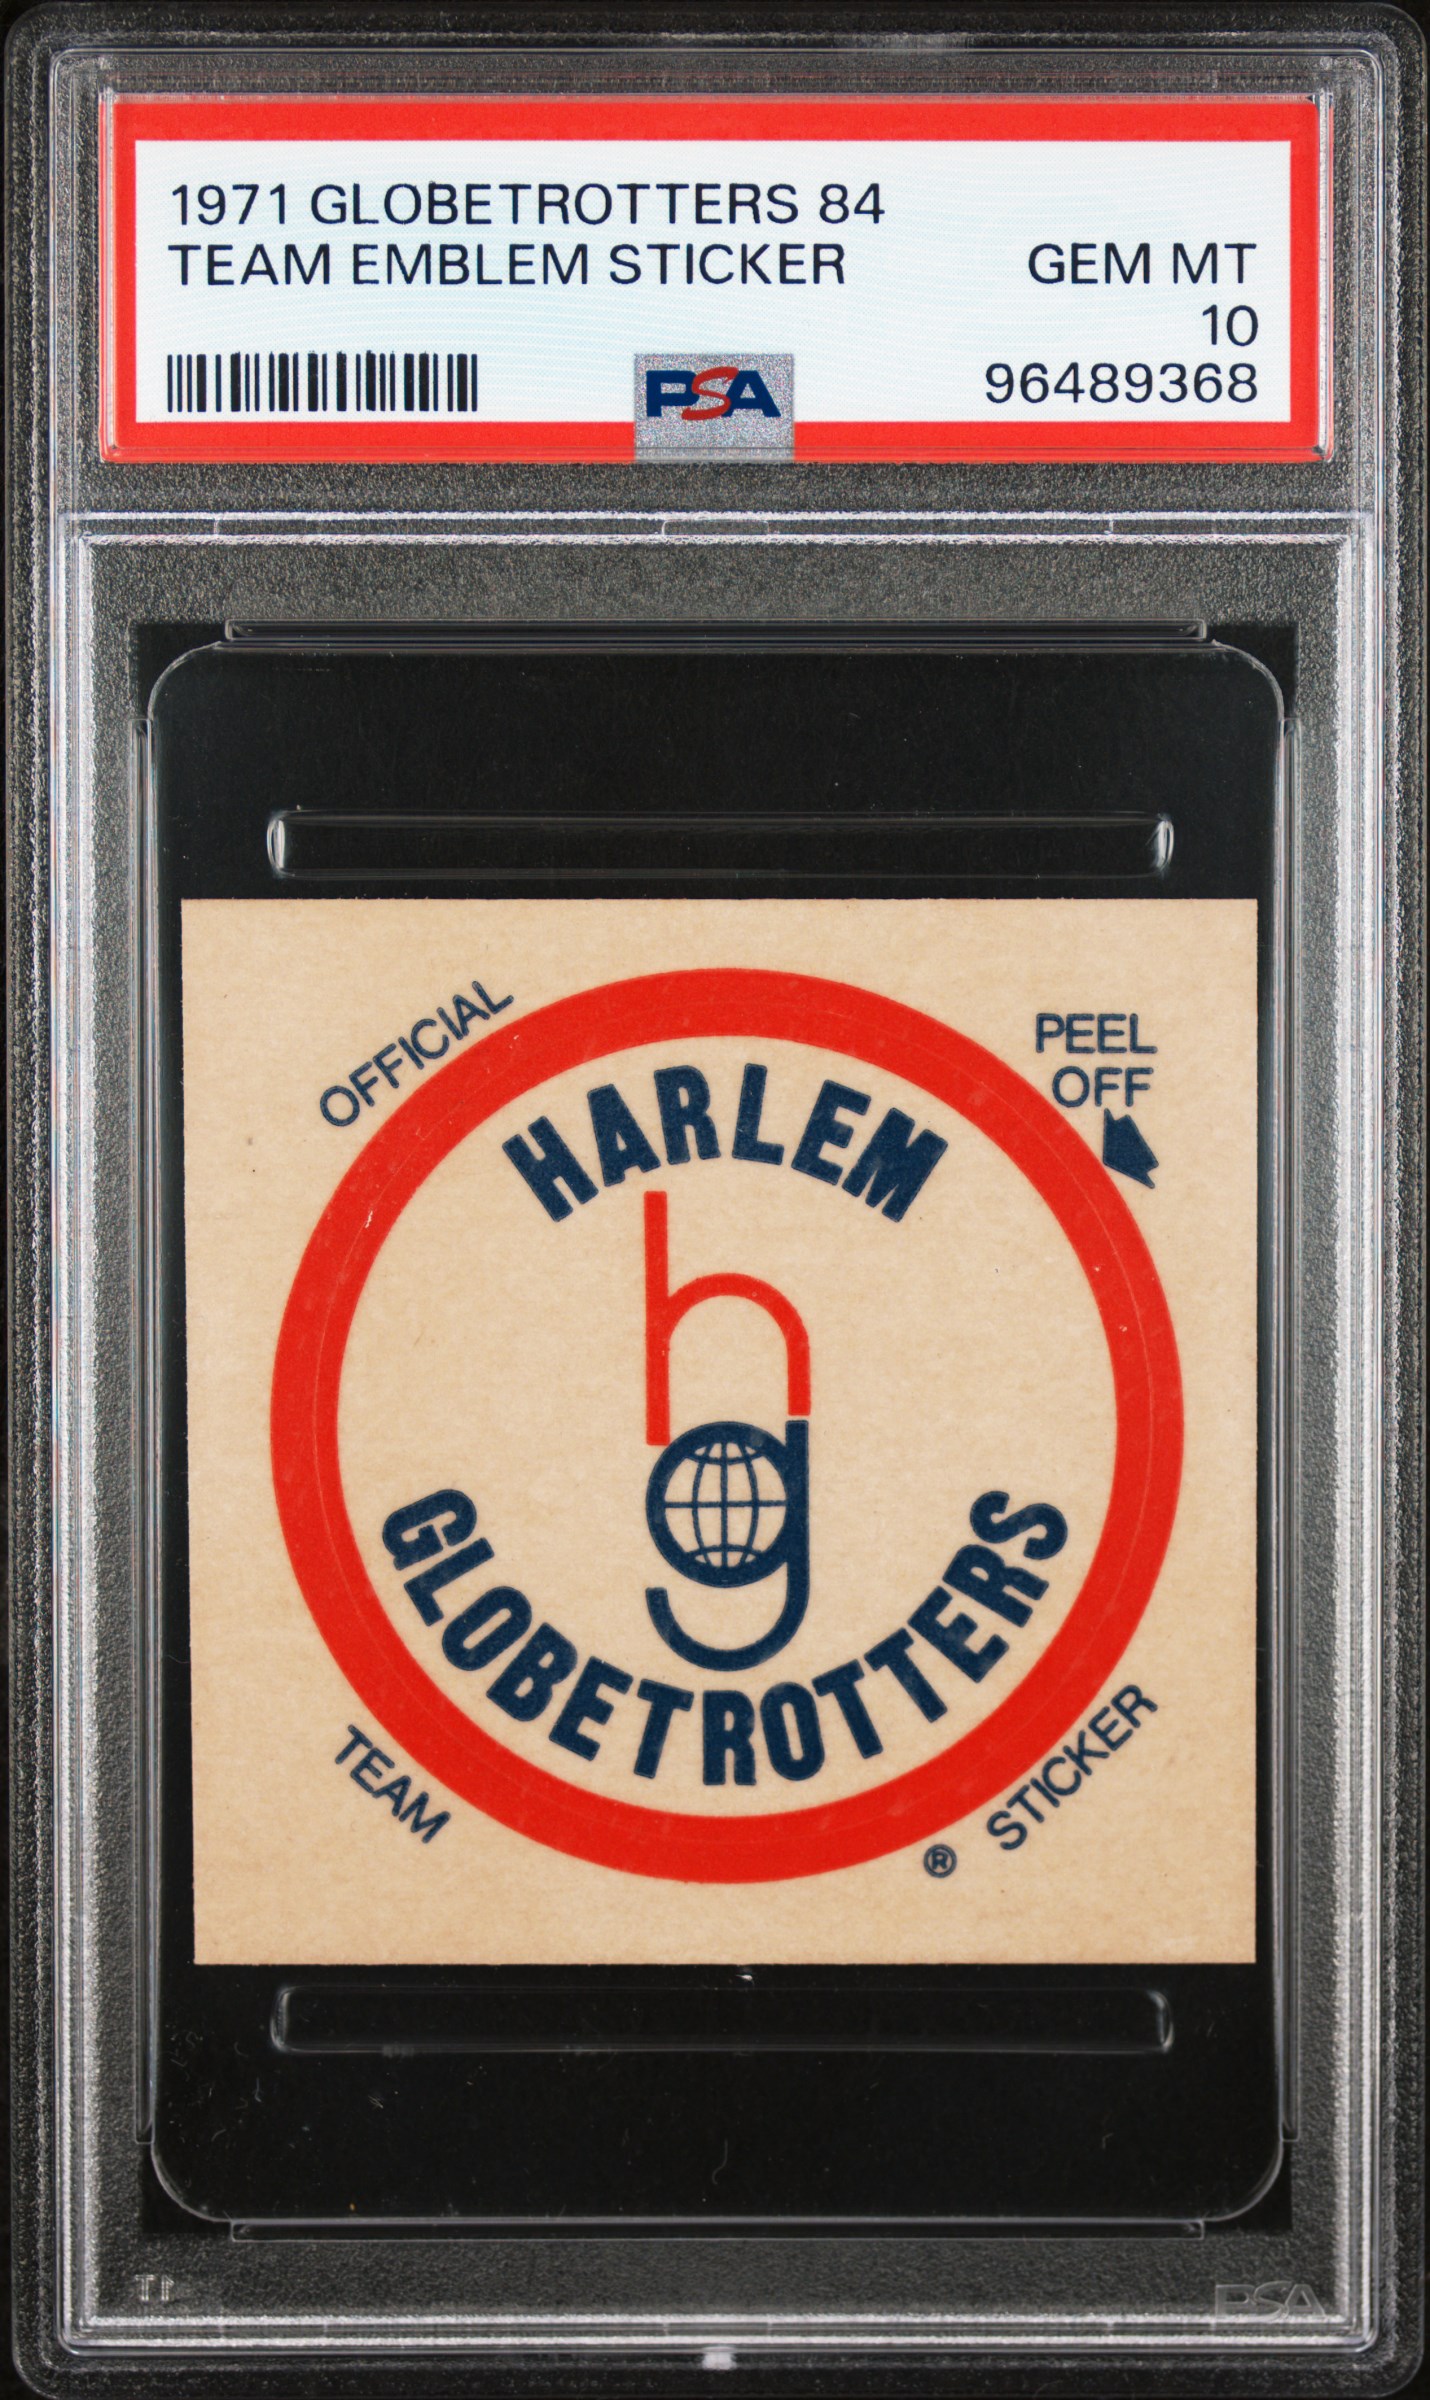 1971 GLOBETROTTERS 84
TEAM EMBLEM STICKER
GEM MT
10
96489368
PSA
OFFICIAL
PEEL
OFF
HARLEM
hg
GLOBETROTTERS
TEAM
STICKER
®
PSA